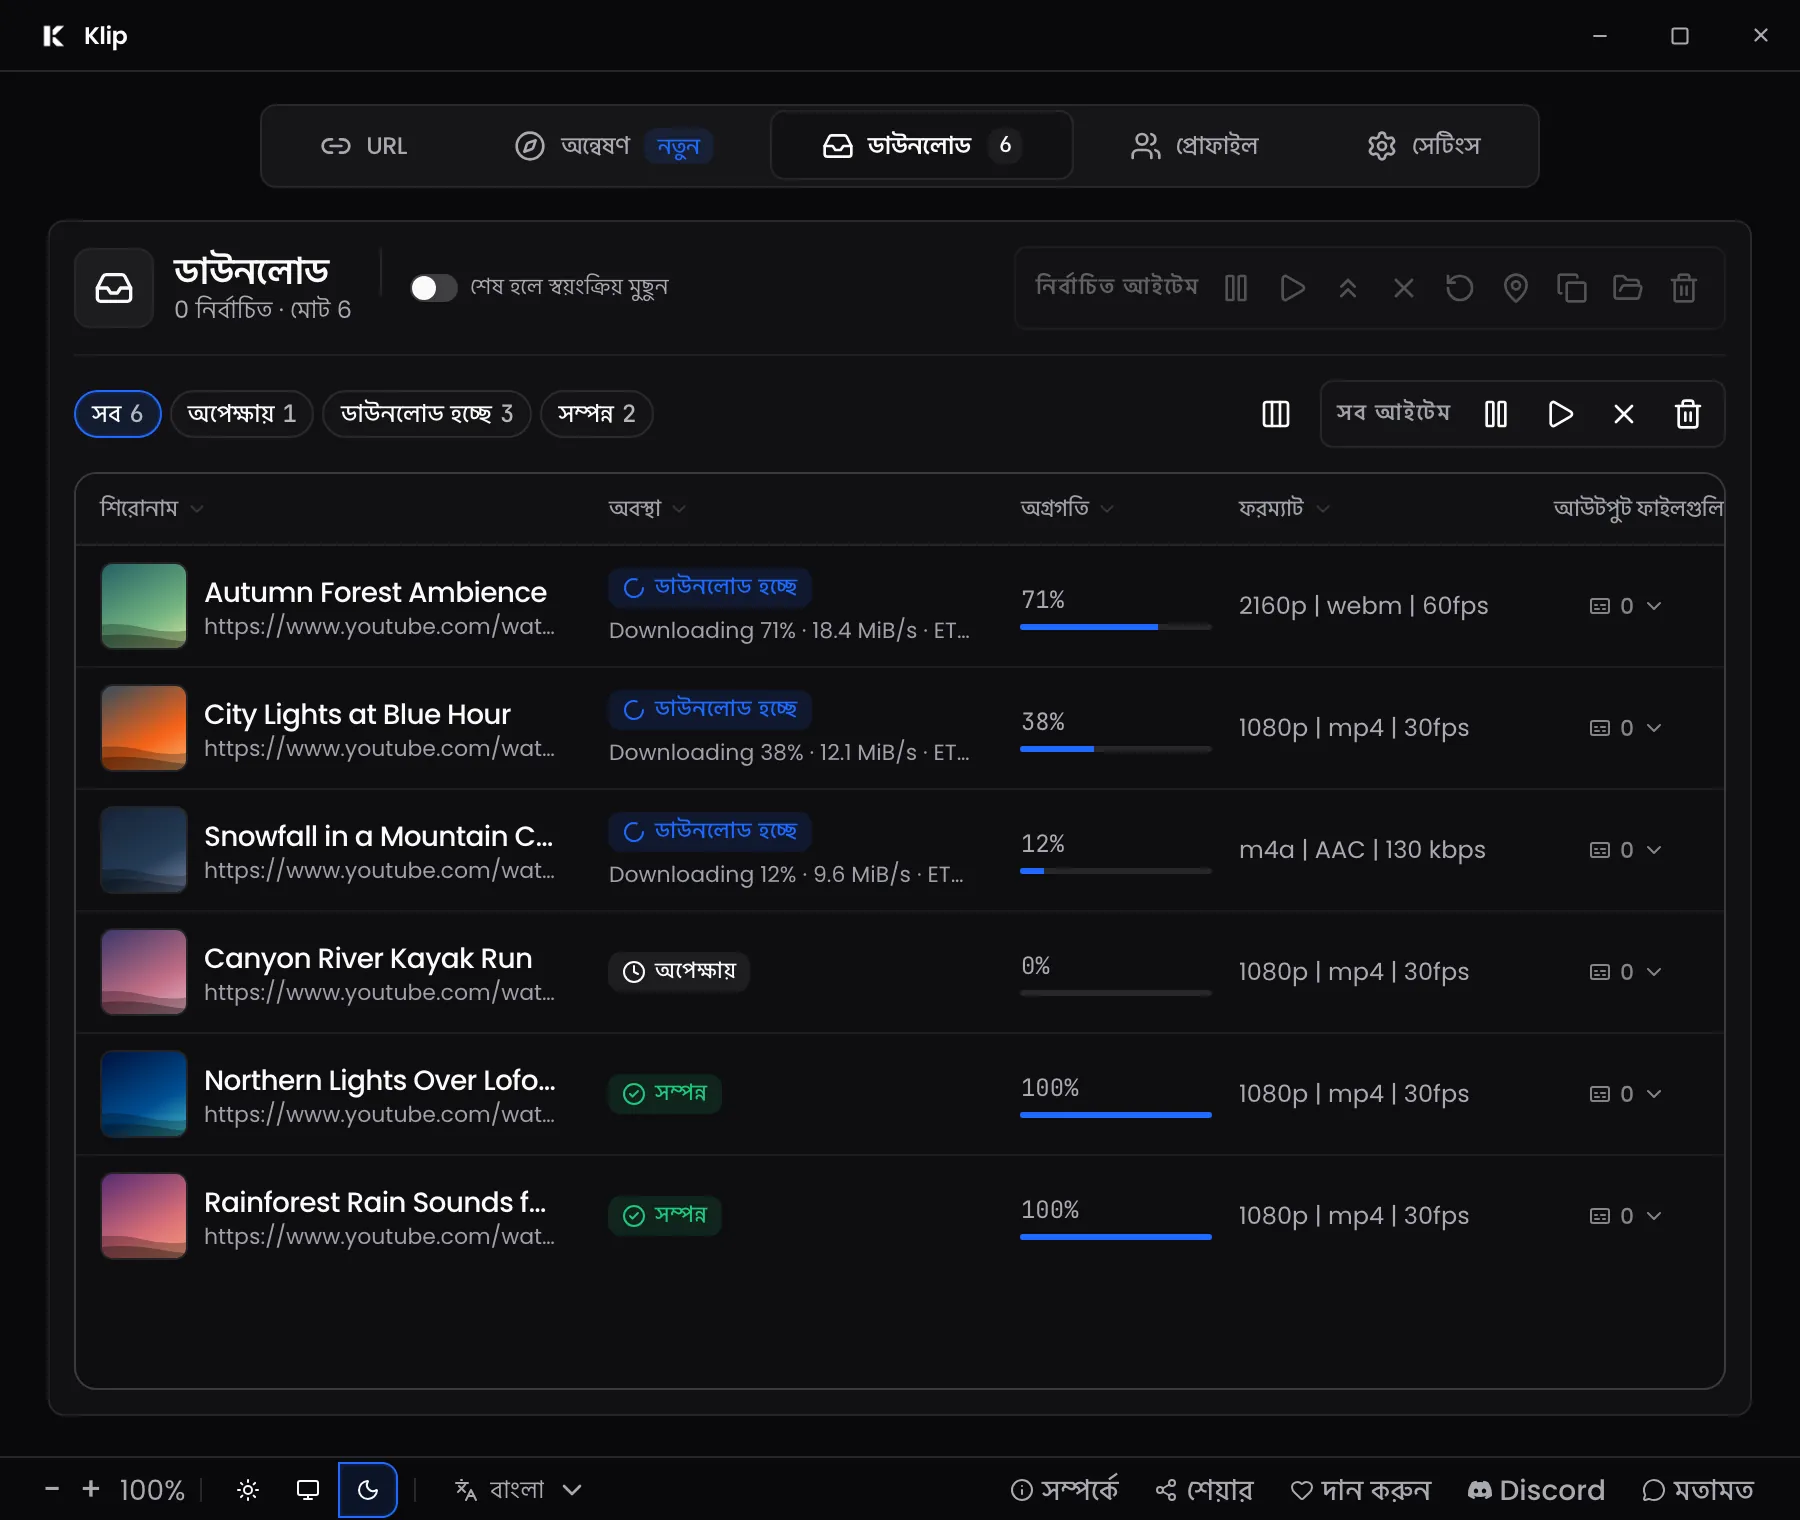 Klip
URL
অন্বেষণ নতুন
ডাউনলোড 6
প্রোফাইল
সেটিংস
ডাউনলোড
0 নির্বাচিত · মোট 6
শেষ হলে স্বয়ংক্রিয় মুছুন
নির্বাচিত আইটেম
সব 6
অপেক্ষায় 1
ডাউনলোড হচ্ছে 3
সম্পন্ন 2
সব আইটেম
শিরোনাম অবস্থা অগ্রগতি ফরম্যাট আউটপুট ফাইলগুলি
Autumn Forest Ambience
https://www.youtube.com/wat...
ডাউনলোড হচ্ছে
Downloading 71% · 18.4 MiB/s · ET...
71%
2160p | webm | 60fps
0
City Lights at Blue Hour
https://www.youtube.com/wat...
ডাউনলোড হচ্ছে
Downloading 38% · 12.1 MiB/s · ET...
38%
1080p | mp4 | 30fps
0
Snowfall in a Mountain C...
https://www.youtube.com/wat...
ডাউনলোড হচ্ছে
Downloading 12% · 9.6 MiB/s · ET...
12%
m4a | AAC | 130 kbps
0
Canyon River Kayak Run
https://www.youtube.com/wat...
অপেক্ষায়
0%
1080p | mp4 | 30fps
0
Northern Lights Over Lofo...
https://www.youtube.com/wat...
সম্পন্ন
100%
1080p | mp4 | 30fps
0
Rainforest Rain Sounds f...
https://www.youtube.com/wat...
সম্পন্ন
100%
1080p | mp4 | 30fps
0
100%
বাংলা
সম্পর্কে
শেয়ার
দান করুন
Discord
মতামত